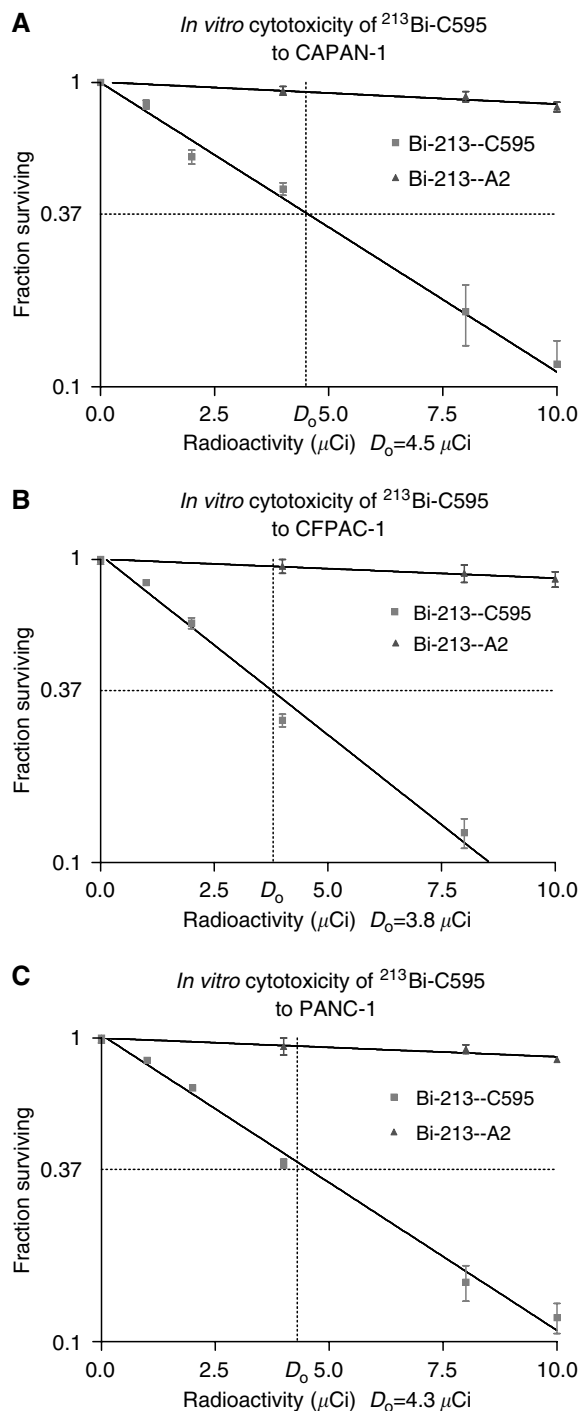 A
In vitro cytotoxicity of ²¹³Bi-C595
to CAPAN-1
1
Bi-213--C595
Bi-213--A2
0.37
Fraction surviving
0.1
0.0 2.5 Do 5.0 7.5 10.0
Radioactivity (μCi) Do=4.5 μCi
B
In vitro cytotoxicity of ²¹³Bi-C595
to CFPAC-1
1
Bi-213--C595
Bi-213--A2
0.37
Fraction surviving
0.1
0.0 2.5 Do 5.0 7.5 10.0
Radioactivity (μCi) Do=3.8 μCi
C
In vitro cytotoxicity of ²¹³Bi-C595
to PANC-1
1
Bi-213--C595
Bi-213--A2
0.37
Fraction surviving
0.1
0.0 2.5 Do 5.0 7.5 10.0
Radioactivity (μCi) Do=4.3 μCi